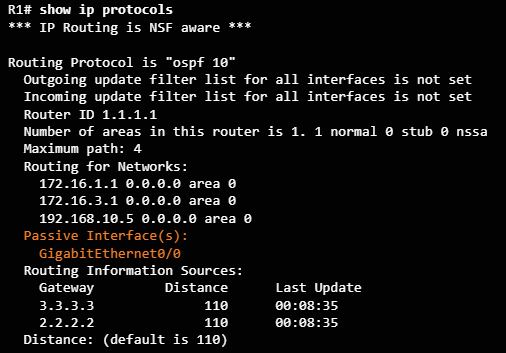 R1# show ip protocols
*** IP Routing is NSF aware ***
Routing Protocol is "ospf 10"
Outgoing update filter list for all interfaces is not set
Incoming update filter list for all interfaces is not set
Router ID 1.1.1.1
Number of areas in this router is 1. 1 normal 0 stub 0 nssa
Maximum path: 4
Routing for Networks:
172.16.1.1 0.0.0.0 area 0
172.16.3.1 0.0.0.0 area 0
192.168.10.5 0.0.0.0 area 0
Passive Interface(s):
GigabitEthernet0/0
Routing Information Sources:
Gateway Distance Last Update
3.3.3.3 110 00:08:35
2.2.2.2 110 00:08:35
Distance: (default is 110)